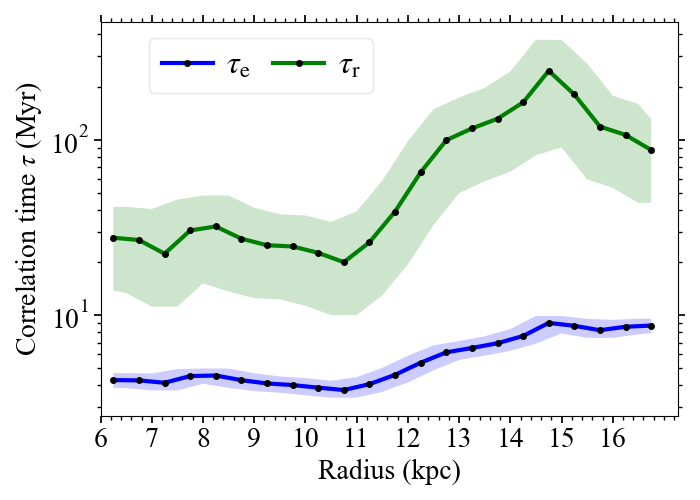 τe τr
Correlation time τ (Myr)
10²
10¹
6 7 8 9 10 11 12 13 14 15 16
Radius (kpc)